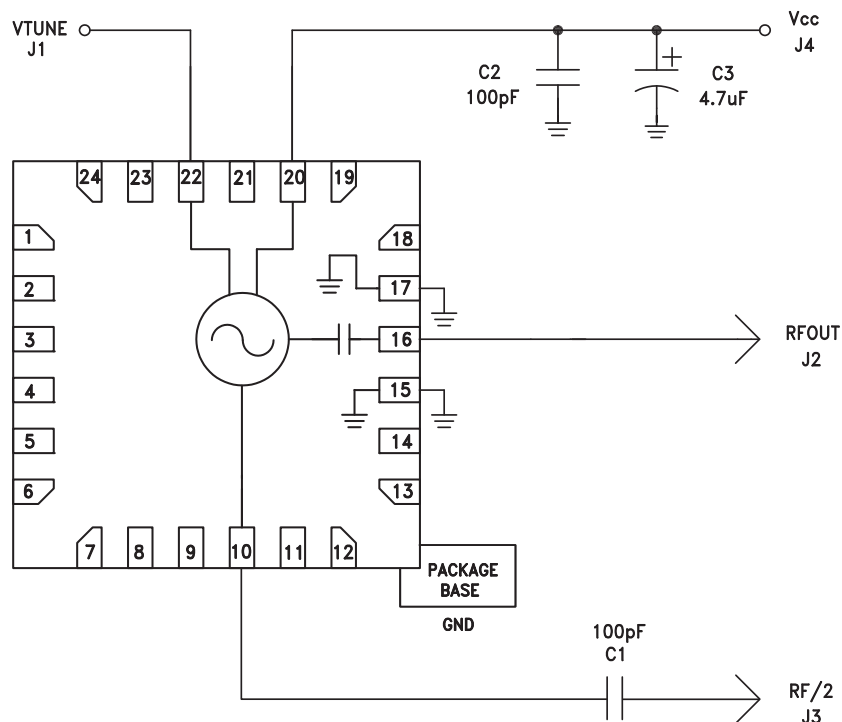 VTUNE
J1
Vcc
J4
C2
100pF
+
C3
4.7uF
24 23 22 21 20 19
1
2
3
4
5
6
18
17
16
15
14
13
RFOUT
J2
7 8 9 10 11 12
PACKAGE
BASE
GND
100pF
C1
RF/2
J3